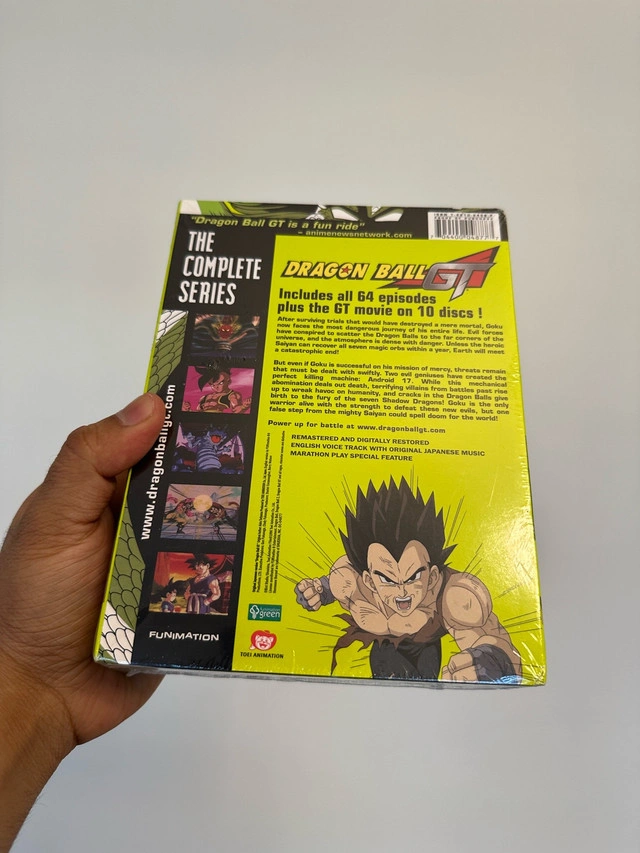 "Dragon Ball GT is a fun ride"
– animenewsnetwork.com
THE
COMPLETE
SERIES
DRAGON BALL GT
Includes all 64 episodes
plus the GT movie on 10 discs !
After surviving trials that would have destroyed a mere mortal, Goku
now faces the most dangerous journey of his entire life. Evil forces
have conspired to scatter the Dragon Balls to the far corners of the
universe, and the atmosphere is dense with danger. Unless the heroic
Saiyan can recover all seven magic orbs within a year, Earth will meet
a catastrophic end!
But even if Goku is successful on his mission of mercy, threats remain
that must be dealt with swiftly. Two evil geniuses have created the
perfect killing machine: Android 17. While this mechanical
abomination deals out death, terrifying villains from battles past rise
up to wreak havoc on humanity, and cracks in the Dragon Balls give
birth to the fury of the seven Shadow Dragons! Goku is the only
warrior alive with the strength to defeat these new evils, but one
false step from the mighty Saiyan could spell doom for the world!
Power up for battle at www.dragonballgt.com
REMASTERED AND DIGITALLY RESTORED
ENGLISH VOICE TRACK WITH ORIGINAL JAPANESE MUSIC
MARATHON PLAY SPECIAL FEATURE
www.dragonballgt.com
FUNIMATION
green
TOEI ANIMATION